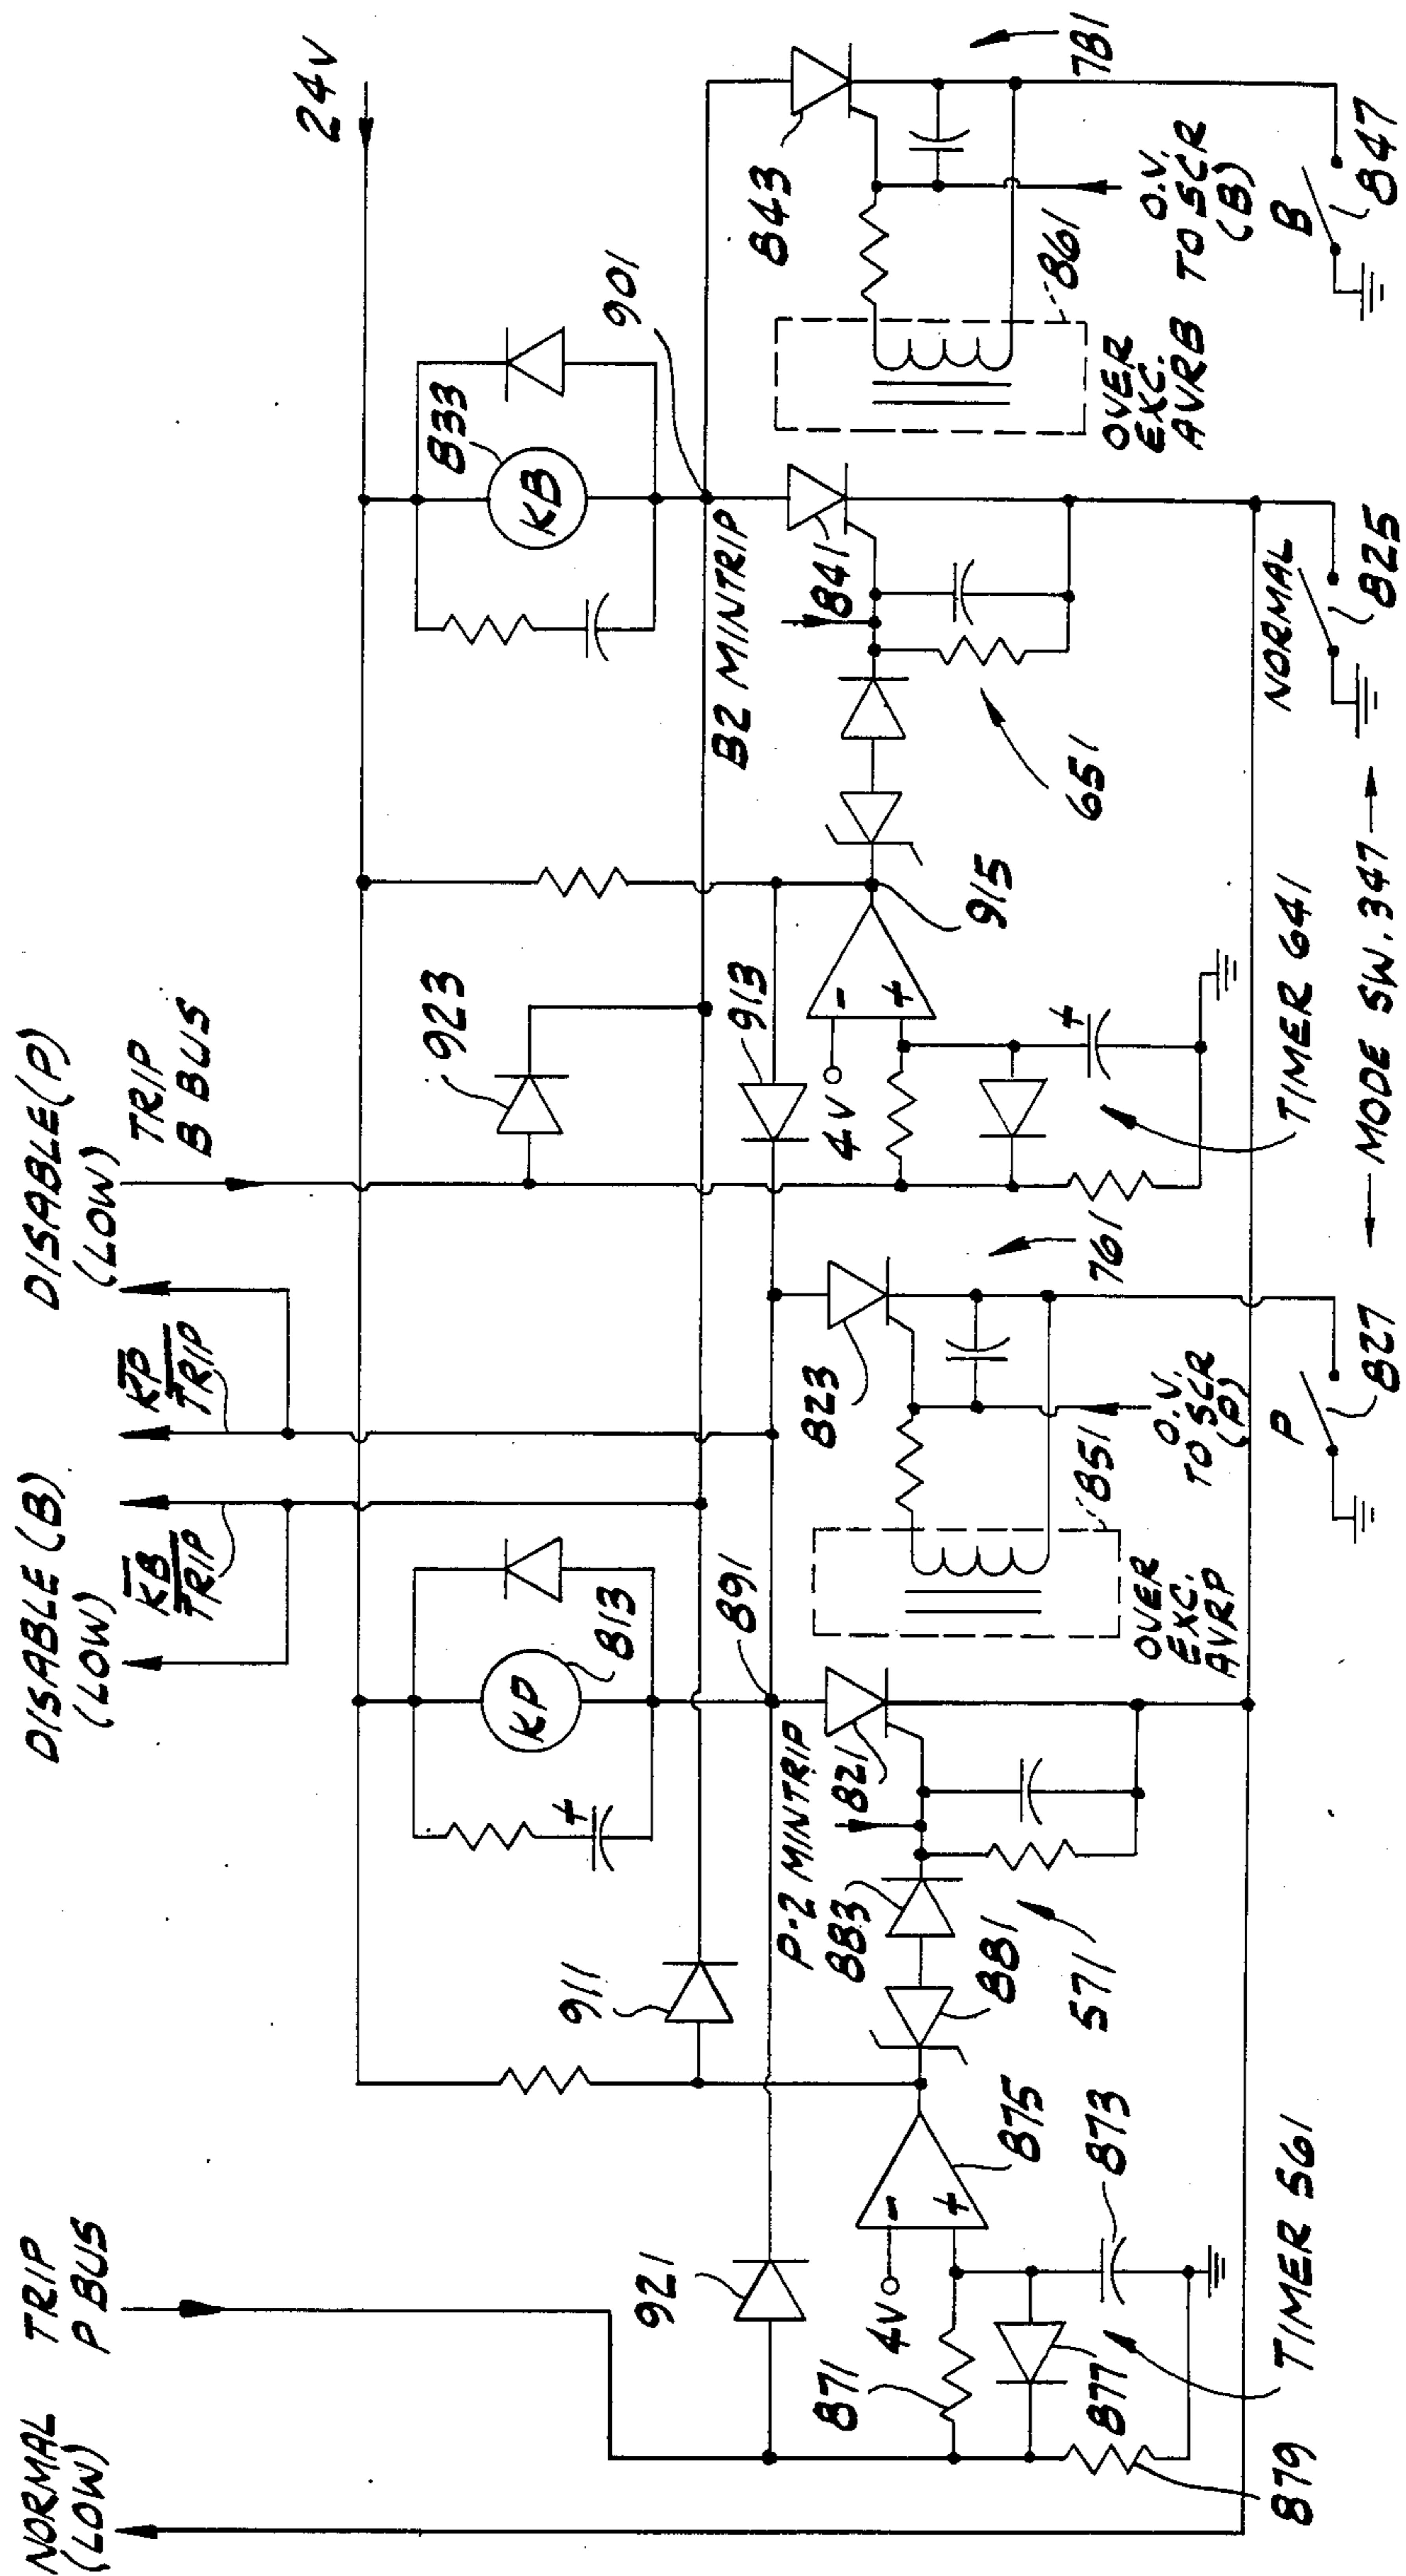 NORMAL
(LOW)
TRIP
P BUS
DISABLE (B)
(LOW)
KB
TRIP
KP
TRIP
DISABLE (P)
(LOW)
TRIP
B BUS
24V
921
911
KP
813
891
923
913
KB
833
901
871
4V
875
877
873
879
TIMER 561
P-2 MINTRIP
883
821
881
571
OVER
EXC.
AVRP
851
823
O.V.
TO SCR
(P)
761
P
827
4V
915
TIMER 641
B2 MINTRIP
841
651
NORMAL
825
MODE SW. 347
OVER
EXC.
AVRB
861
843
O.V.
TO SCR
(B)
781
B
847